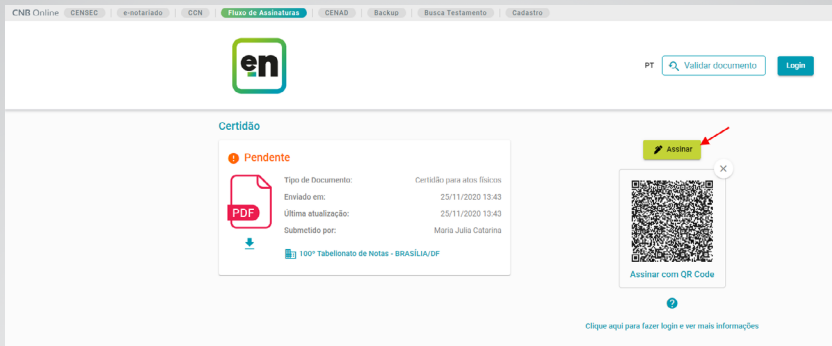 CNB Online CENSEC e-notariado CCN Fluxo de Assinaturas CENAD Backup Busca Testamento Cadastro
en
PT Validar documento Login
Certidão
Pendente
Assinar
PDF
Tipo de Documento: Certidão para atos físicos
Enviado em: 25/11/2020 13:43
Última atualização: 25/11/2020 13:43
Submetido por: Maria Julia Catarina
100º Tabelionato de Notas - BRASÍLIA/DF
Assinar com QR Code
?
Clique aqui para fazer login e ver mais informações